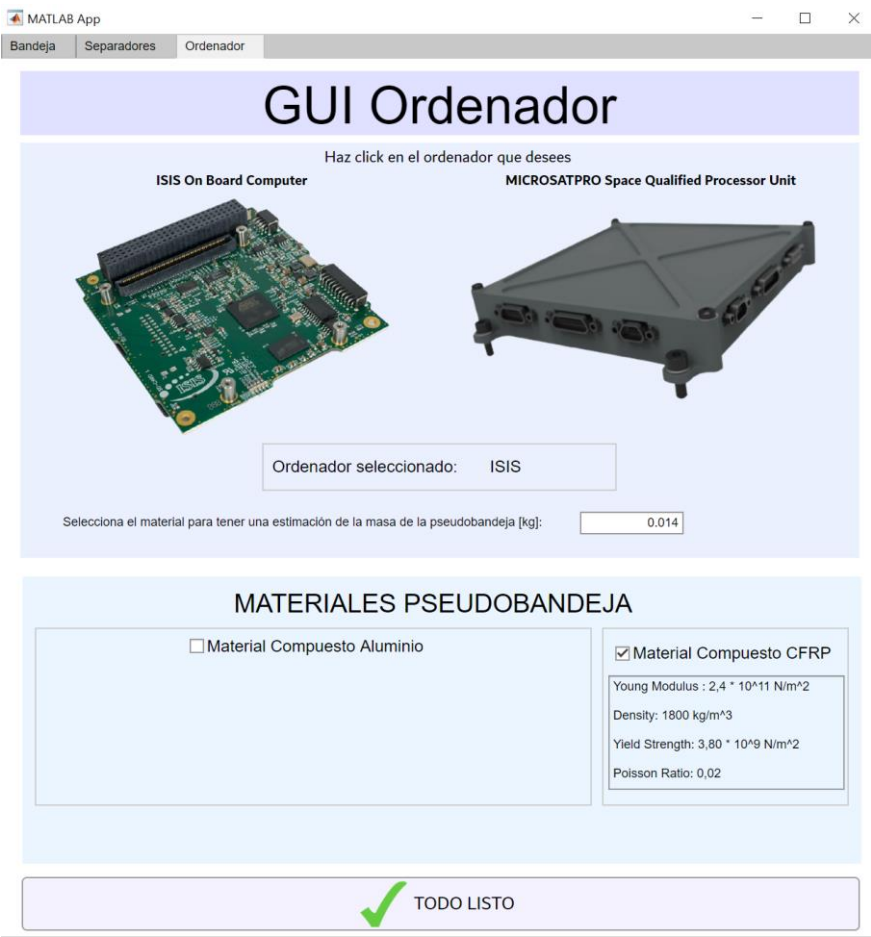 MATLAB App
Bandeja Separadores Ordenador
GUI Ordenador
Haz click en el ordenador que desees
ISIS On Board Computer MICROSATPRO Space Qualified Processor Unit
ISIS
Ordenador seleccionado: ISIS
Selecciona el material para tener una estimación de la masa de la pseudobandeja [kg]: 0.014
MATERIALES PSEUDOBANDEJA
Material Compuesto Aluminio
Material Compuesto CFRP
Young Modulus : 2,4 * 10^11 N/m^2
Density: 1800 kg/m^3
Yield Strength: 3,80 * 10^9 N/m^2
Poisson Ratio: 0,02
TODO LISTO